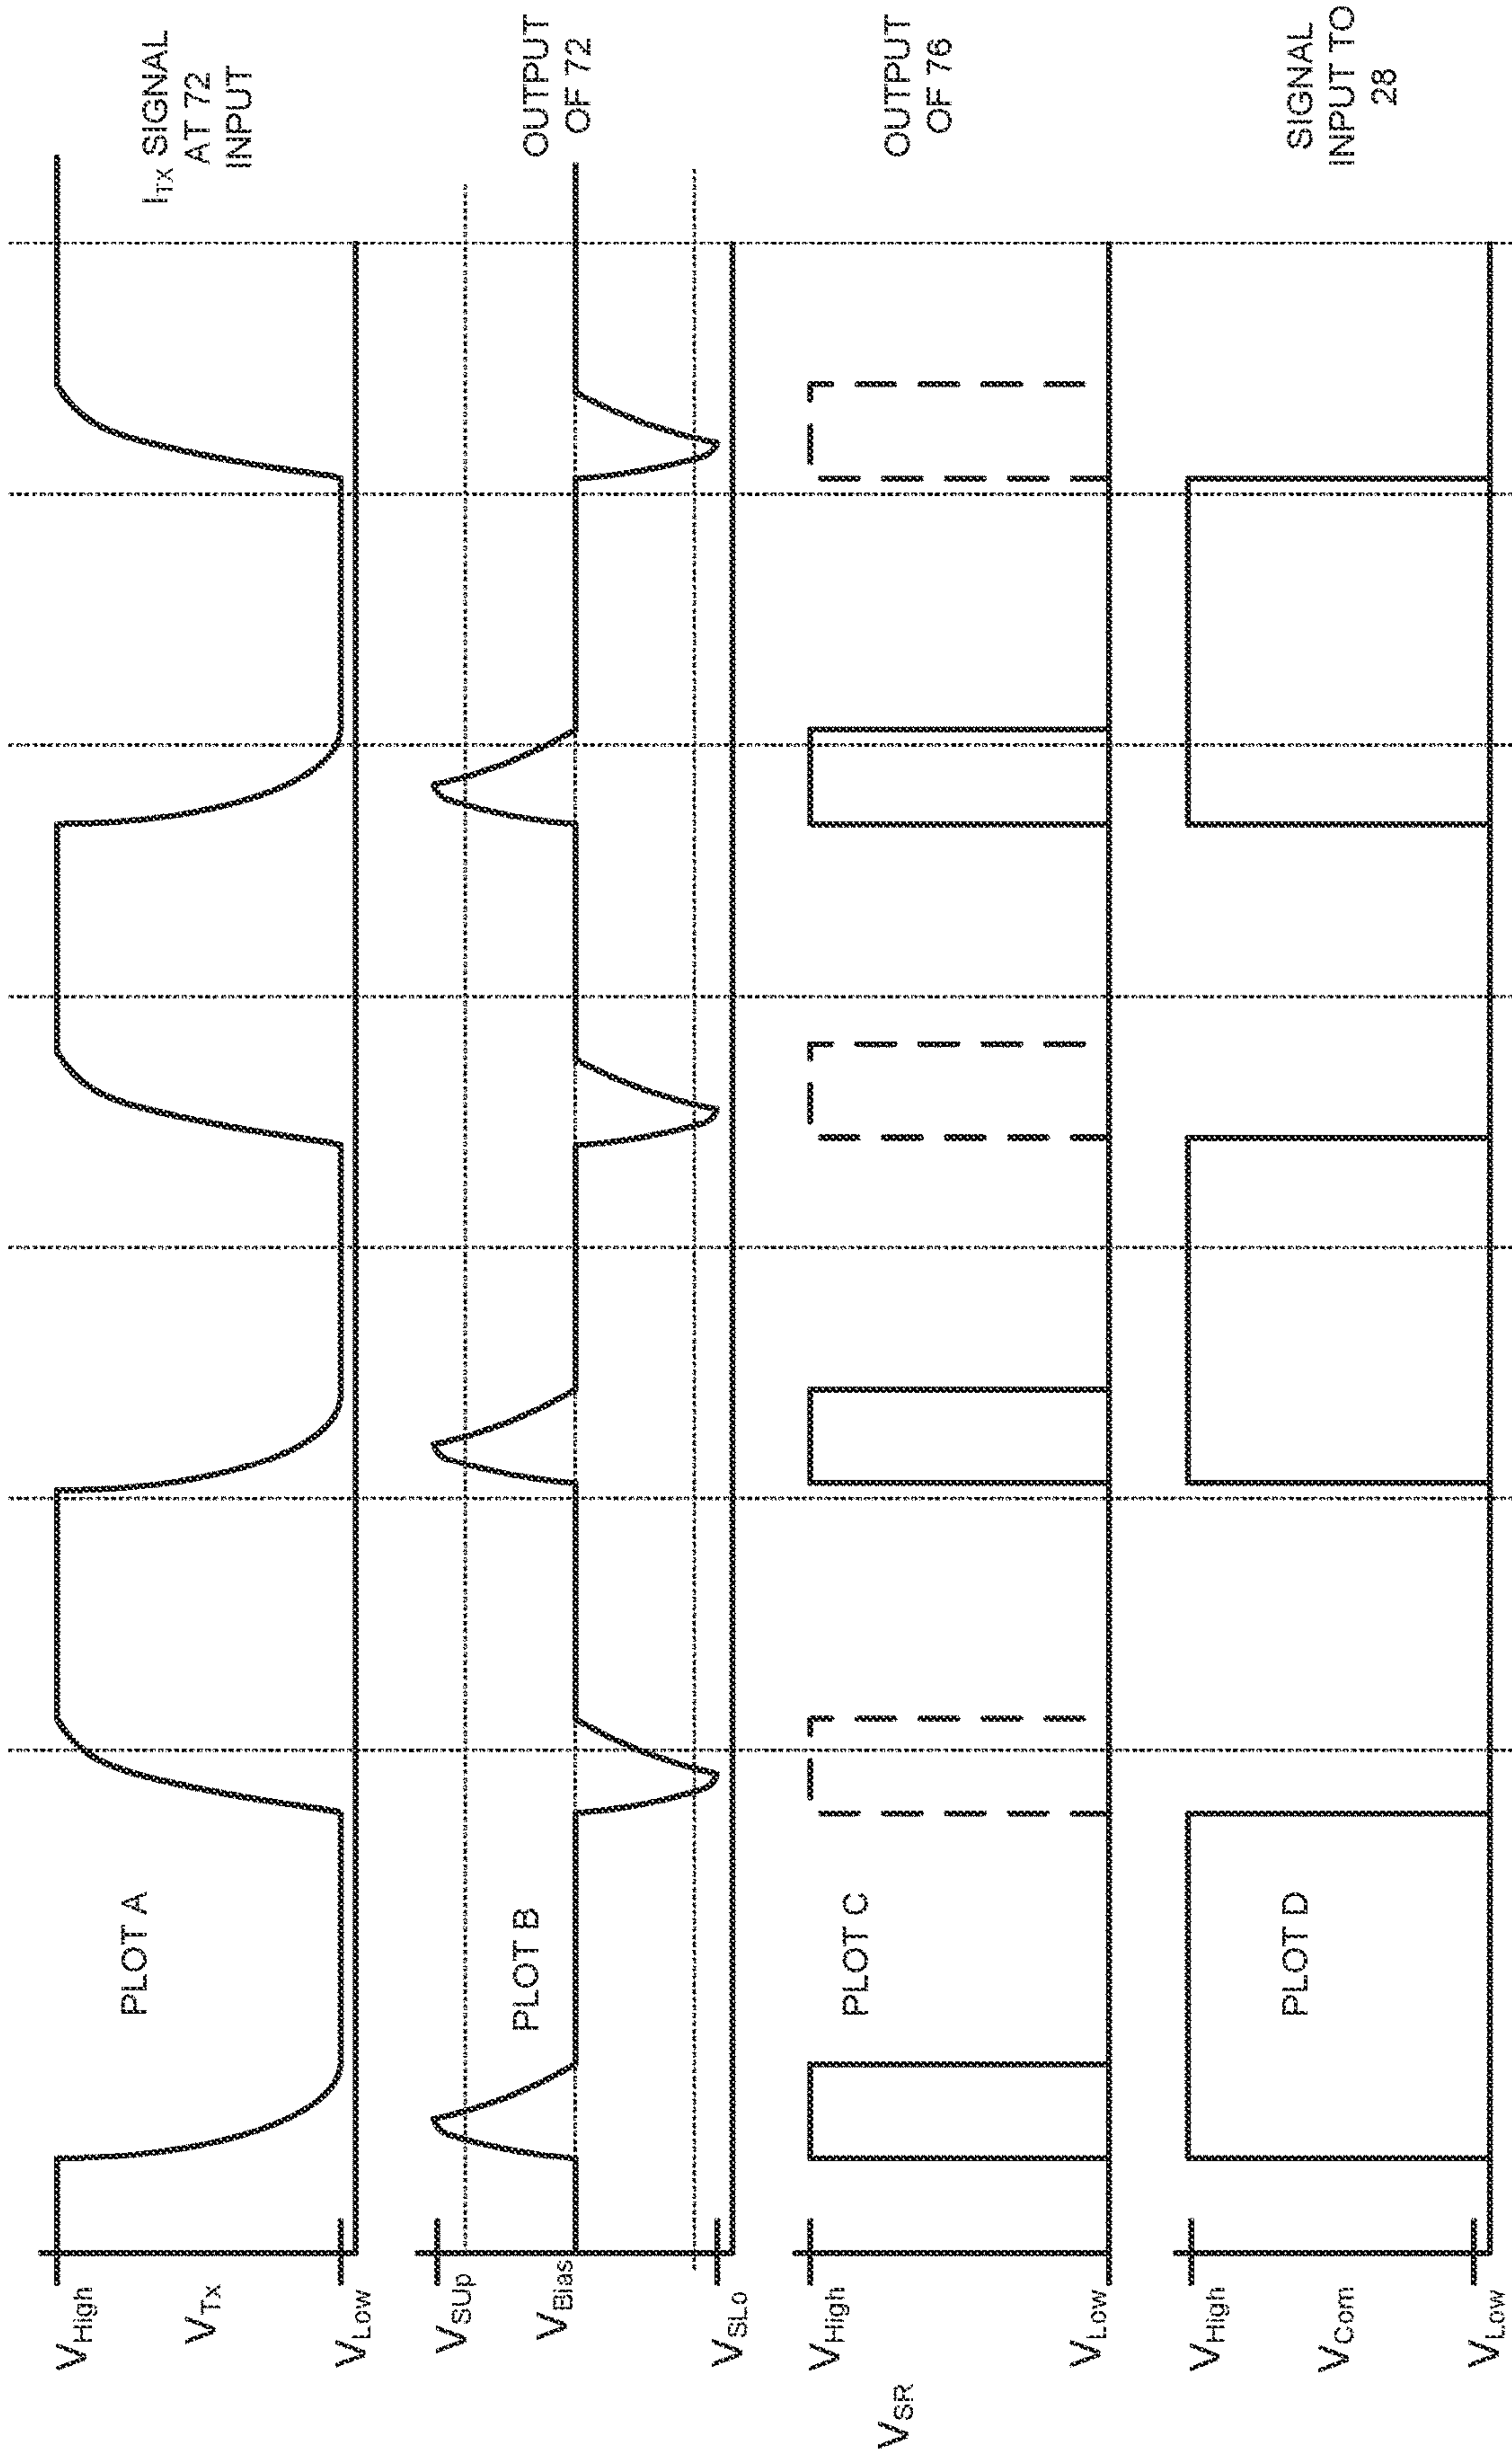 V_High
V_Tx
V_Low
PLOT A
I_TX SIGNAL
AT 72
INPUT
V_SUp
V_Bias
V_SLo
PLOT B
OUTPUT
OF 72
V_SR
V_High
V_Low
PLOT C
OUTPUT
OF 76
V_High
V_Com
V_Low
PLOT D
SIGNAL
INPUT TO
28